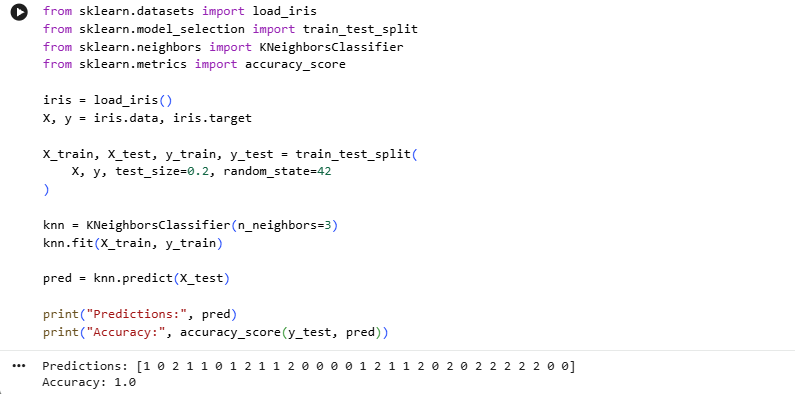 from sklearn.datasets import load_iris
from sklearn.model_selection import train_test_split
from sklearn.neighbors import KNeighborsClassifier
from sklearn.metrics import accuracy_score

iris = load_iris()
X, y = iris.data, iris.target

X_train, X_test, y_train, y_test = train_test_split(
    X, y, test_size=0.2, random_state=42
)

knn = KNeighborsClassifier(n_neighbors=3)
knn.fit(X_train, y_train)

pred = knn.predict(X_test)

print("Predictions:", pred)
print("Accuracy:", accuracy_score(y_test, pred))

Predictions: [1 0 2 1 1 0 1 2 1 1 2 0 0 0 0 1 2 1 1 2 0 2 0 2 2 2 2 2 0 0]
Accuracy: 1.0